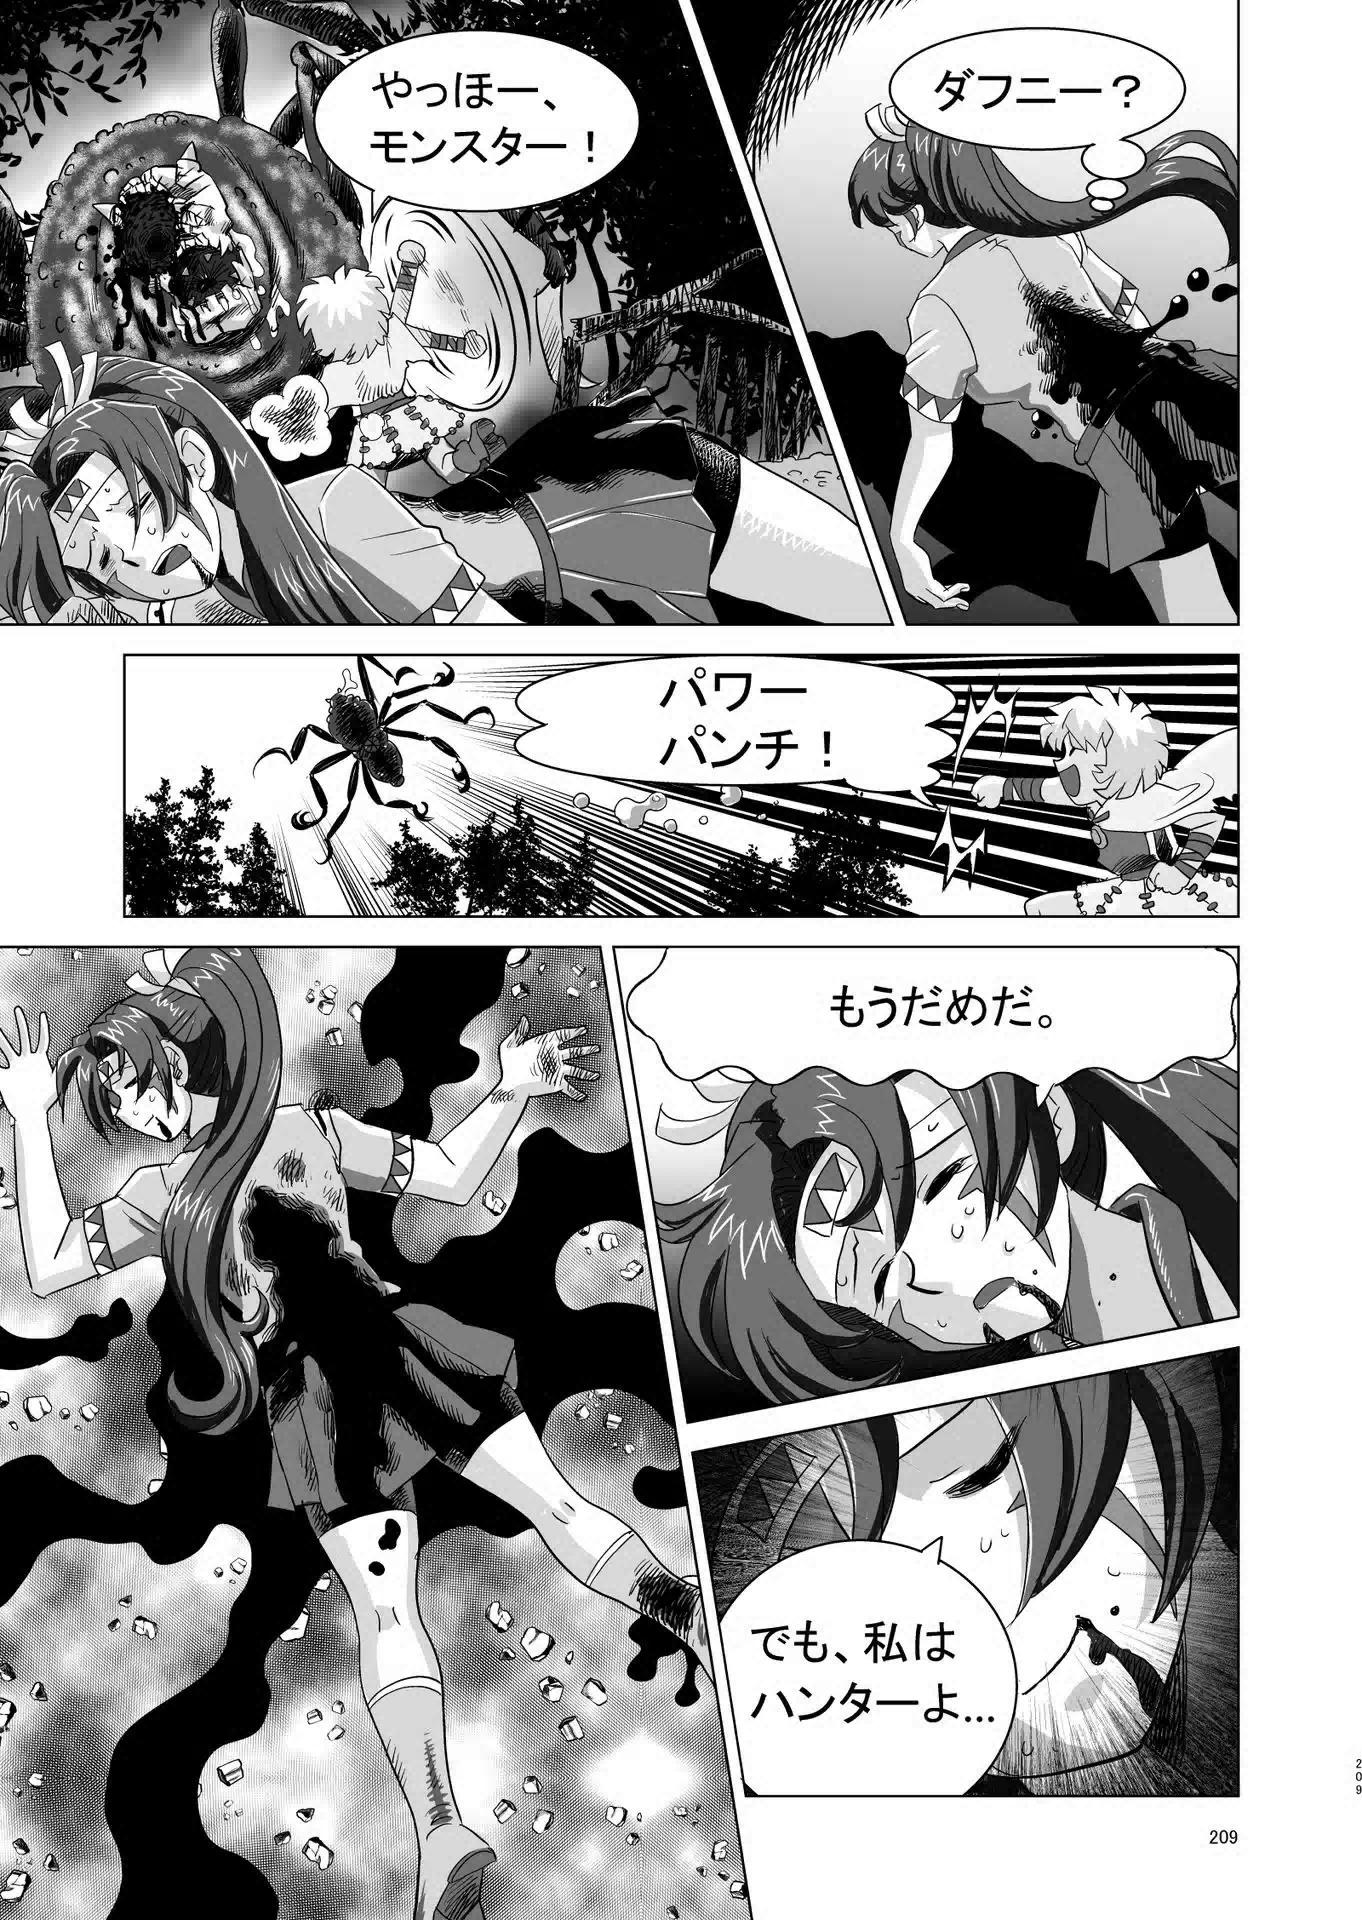 ダフニー？
やっほー、
モンスター！
パワー
パンチ！
もうだめだ。
でも、私は
ハンターよ...
209
209